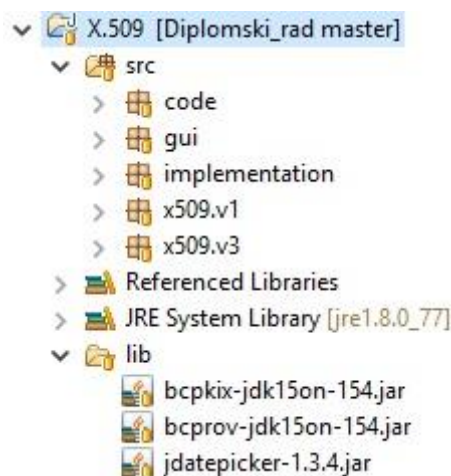 X.509 [Diplomski_rad master]
src
code
gui
implementation
x509.v1
x509.v3
Referenced Libraries
JRE System Library [jre1.8.0_77]
lib
bcpkix-jdk15on-154.jar
bcprov-jdk15on-154.jar
jdatepicker-1.3.4.jar